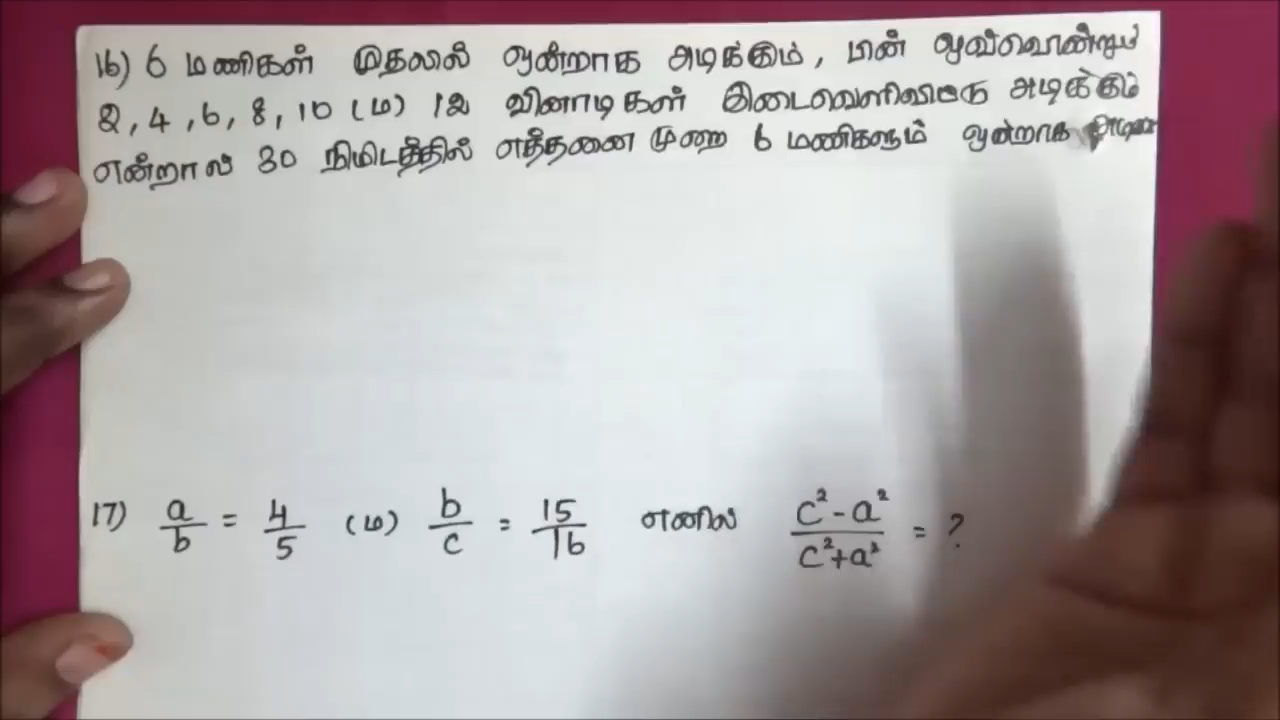 16) 6 மணிகள் முதலில் ஒன்றாக அடிக்கும், பின் ஒவ்வொன்றும்
2, 4, 6, 8, 10 (ம) 12 வினாடிகள் இடைவெளிவிட்டு அடிக்கும்
என்றால் 30 நிமிடத்தில் எத்தனை முறை 6 மணிகளும் ஒன்றாக
17) a/b = 4/5 (ம) b/c = 15/16 எனில் c²-a²/c²+a² = ?